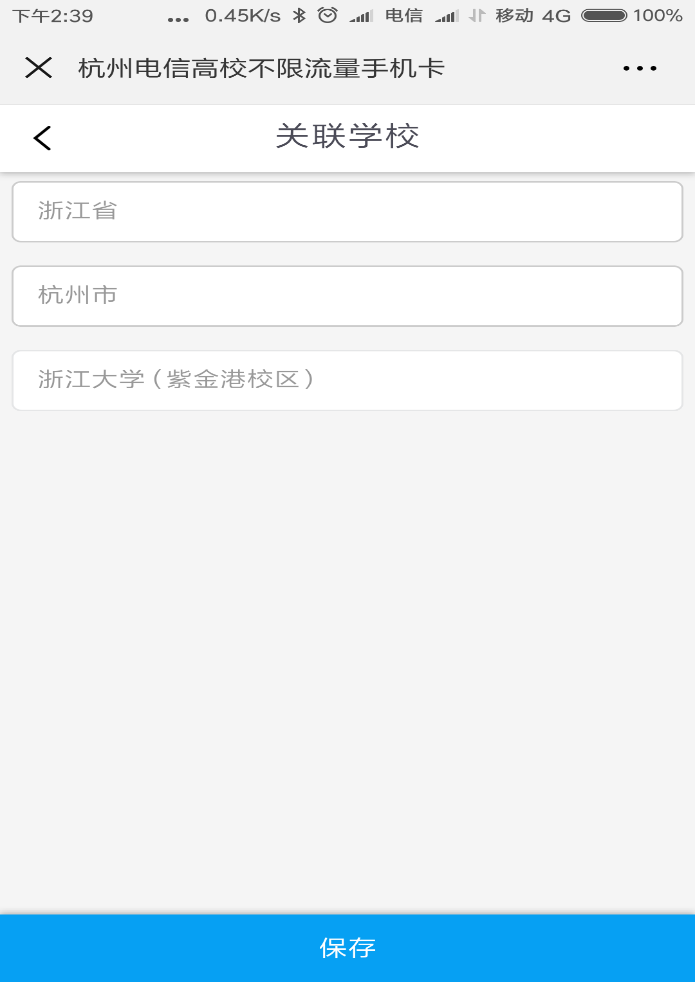 下午2:39 ... 0.45K/s 电信 移动 4G 100%
杭州电信高校不限流量手机卡
关联学校
浙江省
杭州市
浙江大学(紫金港校区)
保存